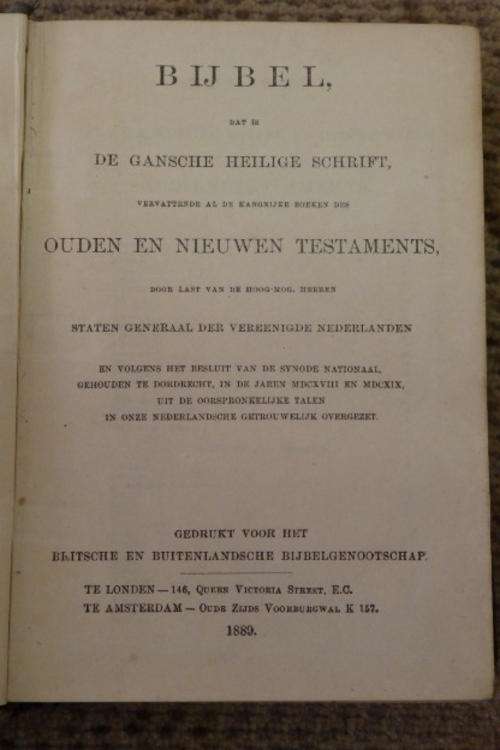 BIJBEL,
DAT IS
DE GANSCHE HEILIGE SCHRIFT,
VERVATTENDE AL DE KANONIJKE BOEKEN DES
OUDEN EN NIEUWEN TESTAMENTS,
DOOR LAST VAN DE HOOG-MOG. HEEREN
STATEN GENERAAL DER VEREENIGDE NEDERLANDEN
EN VOLGENS HET BESLUIT VAN DE SYNODE NATIONAAL,
GEHOUDEN TE DORDRECHT, IN DE JAREN MDCXVIII EN MDCXIX,
UIT DE OORSPRONKELIJKE TALEN
IN ONZE NEDERLANDSCHE GETROUWELIJK OVERGEZET.
GEDRUKT VOOR HET
BRITSCHE EN BUITENLANDSCHE BIJBELGENOOTSCHAP.
TE LONDEN — 146, QUEEN VICTORIA STREET, E.C.
TE AMSTERDAM — OUDE ZIJDS VOORBURGWAL K 157.
1889.